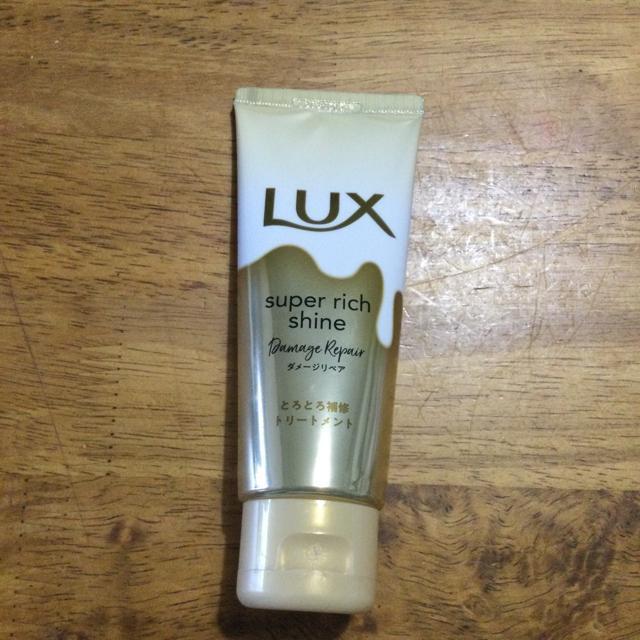 LUX
super rich
shine
Damage Repair
ダメージリペア
とろとろ補修
トリートメント